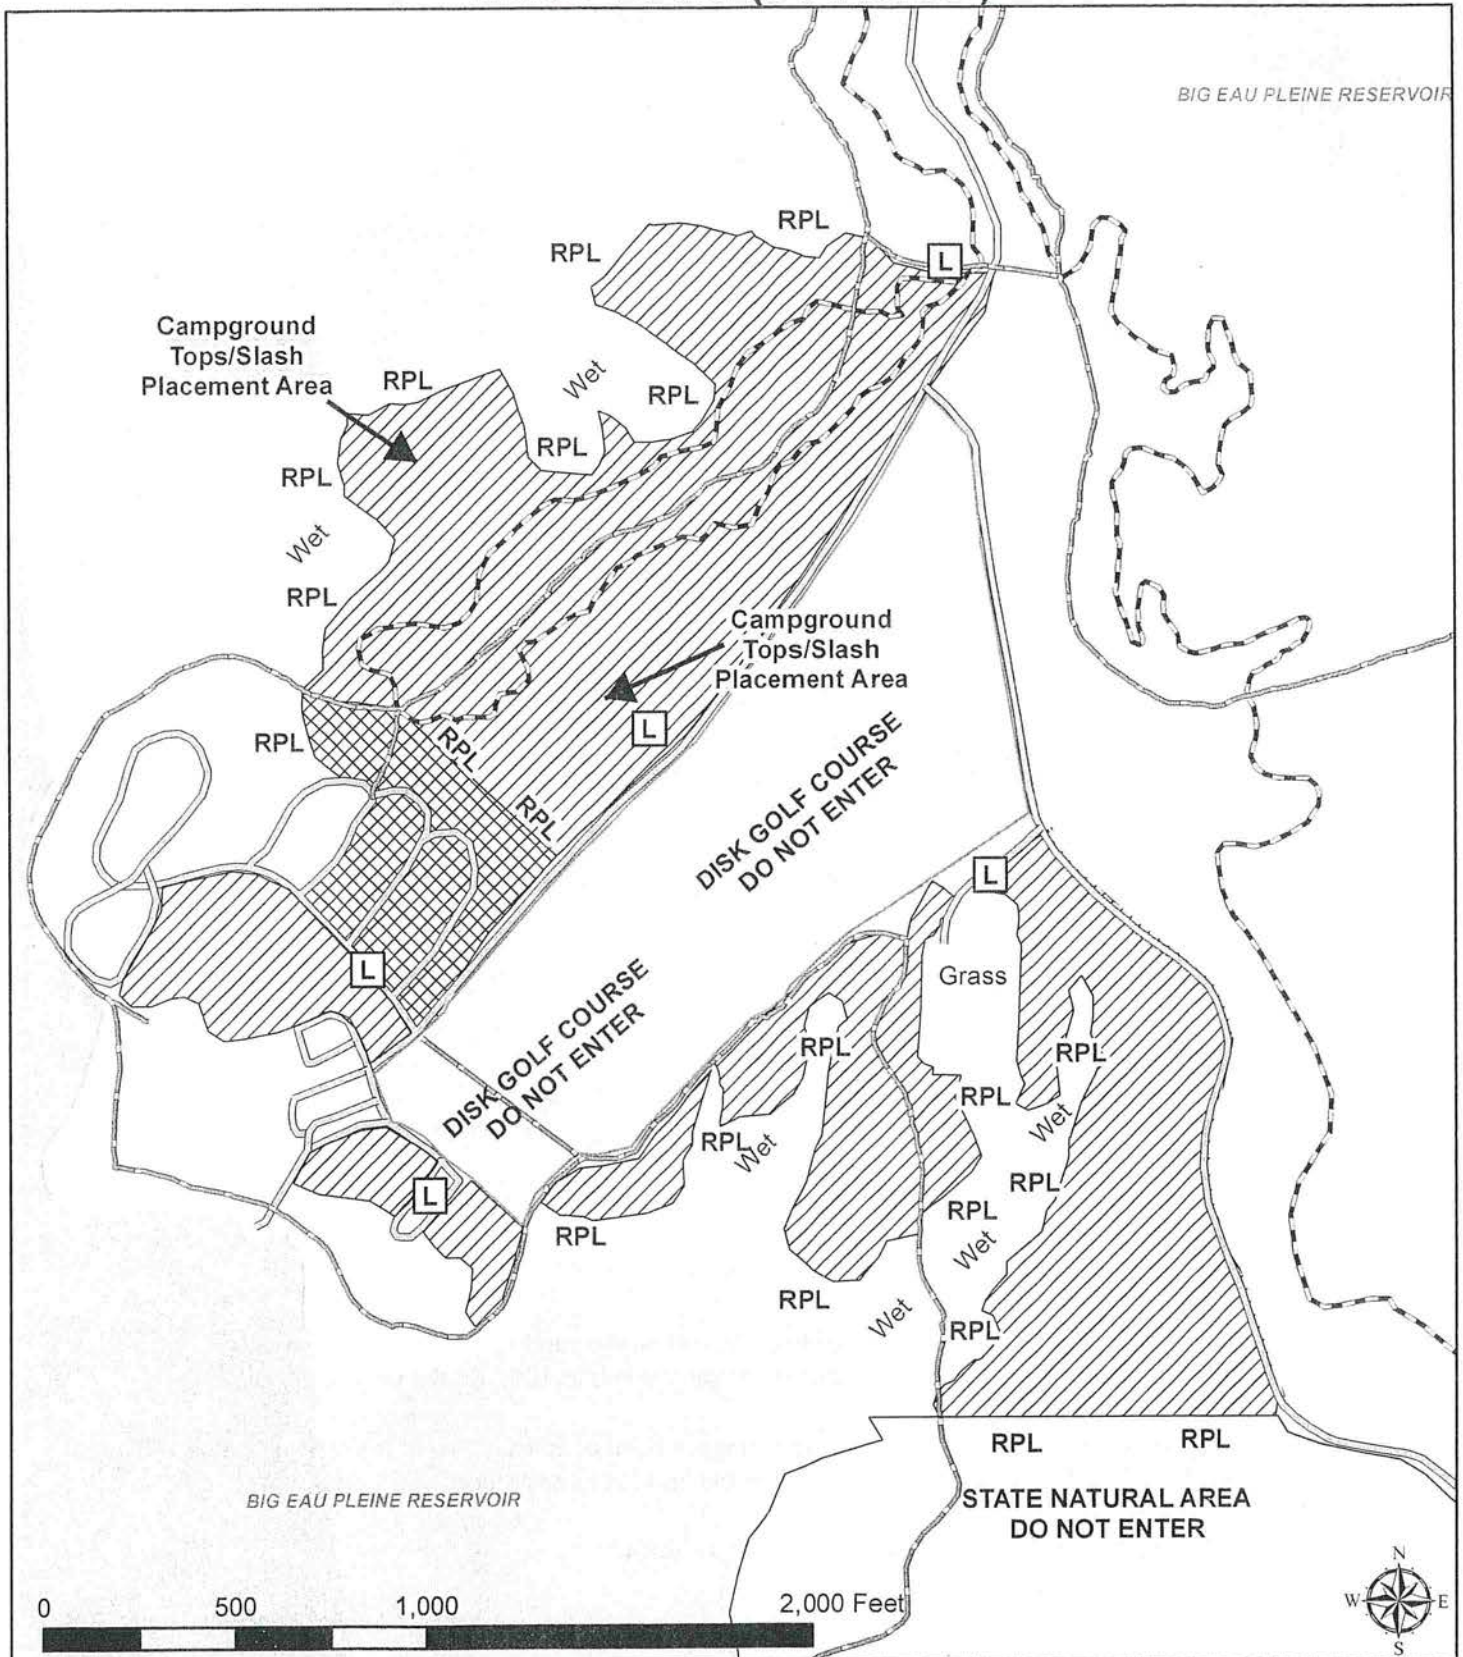 BIG EAU PLEINE RESERVOIR
RPL
RPL
L
Campground
Tops/Slash
Placement Area
RPL
Wet
RPL
RPL
RPL
Wet
RPL
Campground
Tops/Slash
Placement Area
L
RPL
RPL
RPL
DISK GOLF COURSE
DO NOT ENTER
L
L
Grass
DISK GOLF COURSE
DO NOT ENTER
RPL
RPL
RPL
Wet
RPL
Wet
RPL
L
RPL
RPL
Wet
RPL
Wet
RPL
RPL
RPL
STATE NATURAL AREA
DO NOT ENTER
BIG EAU PLEINE RESERVOIR
N
W E
S
0 500 1,000 2,000 Feet